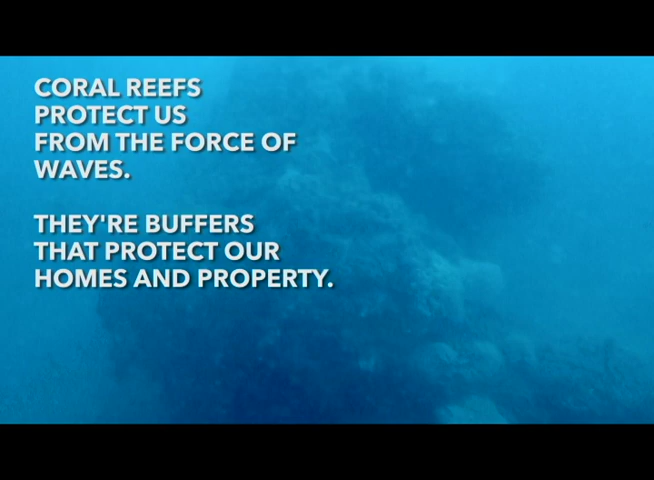 CORAL REEFS
PROTECT US
FROM THE FORCE OF
WAVES.
THEY'RE BUFFERS
THAT PROTECT OUR
HOMES AND PROPERTY.